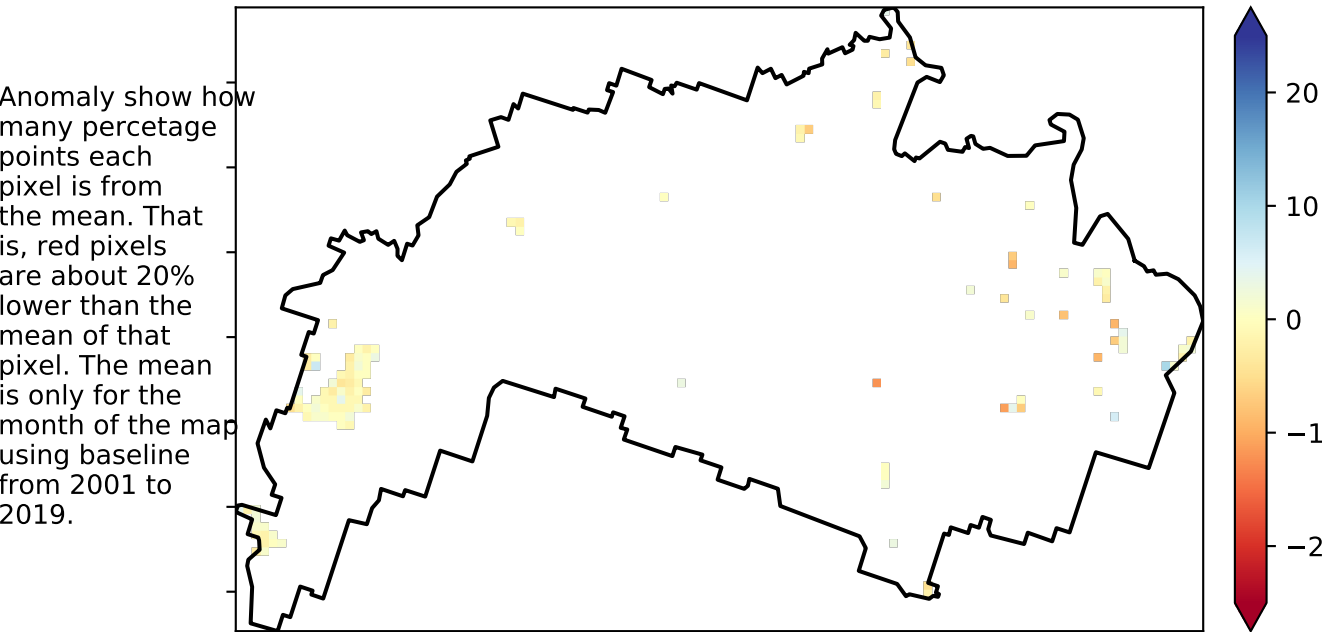 Anomaly show how
many percetage
points each
pixel is from
the mean. That
is, red pixels
are about 20%
lower than the
mean of that
pixel. The mean
is only for the
month of the map
using baseline
from 2001 to
2019.
20
10
0
−1
−2